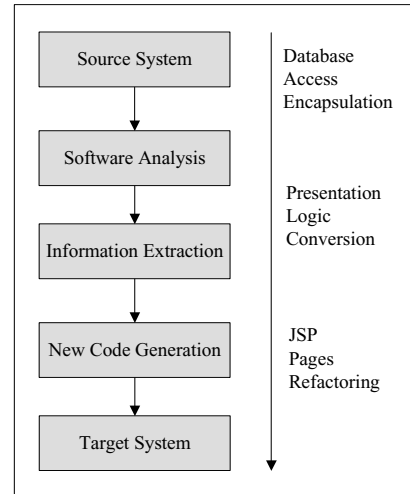 Source System
Software Analysis
Information Extraction
New Code Generation
Target System
Database
Access
Encapsulation
Presentation
Logic
Conversion
JSP
Pages
Refactoring